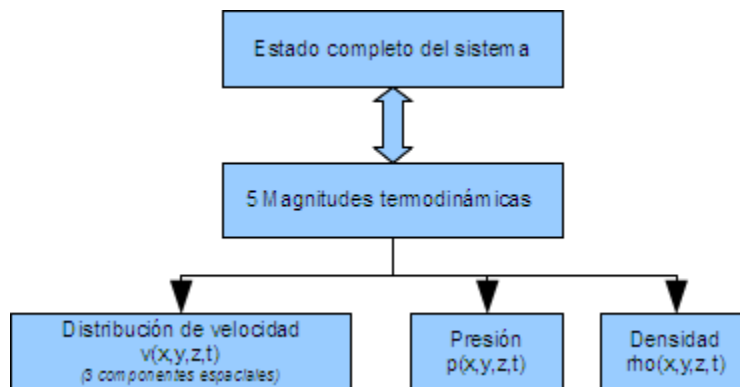 Estado completo del sistema
5 Magnitudes termodinámicas
Distribución de velocidad
v(x,y,z,t)
(3 componentes espaciales)
Presión
p(x,y,z,t)
Densidad
rho(x,y,z,t)